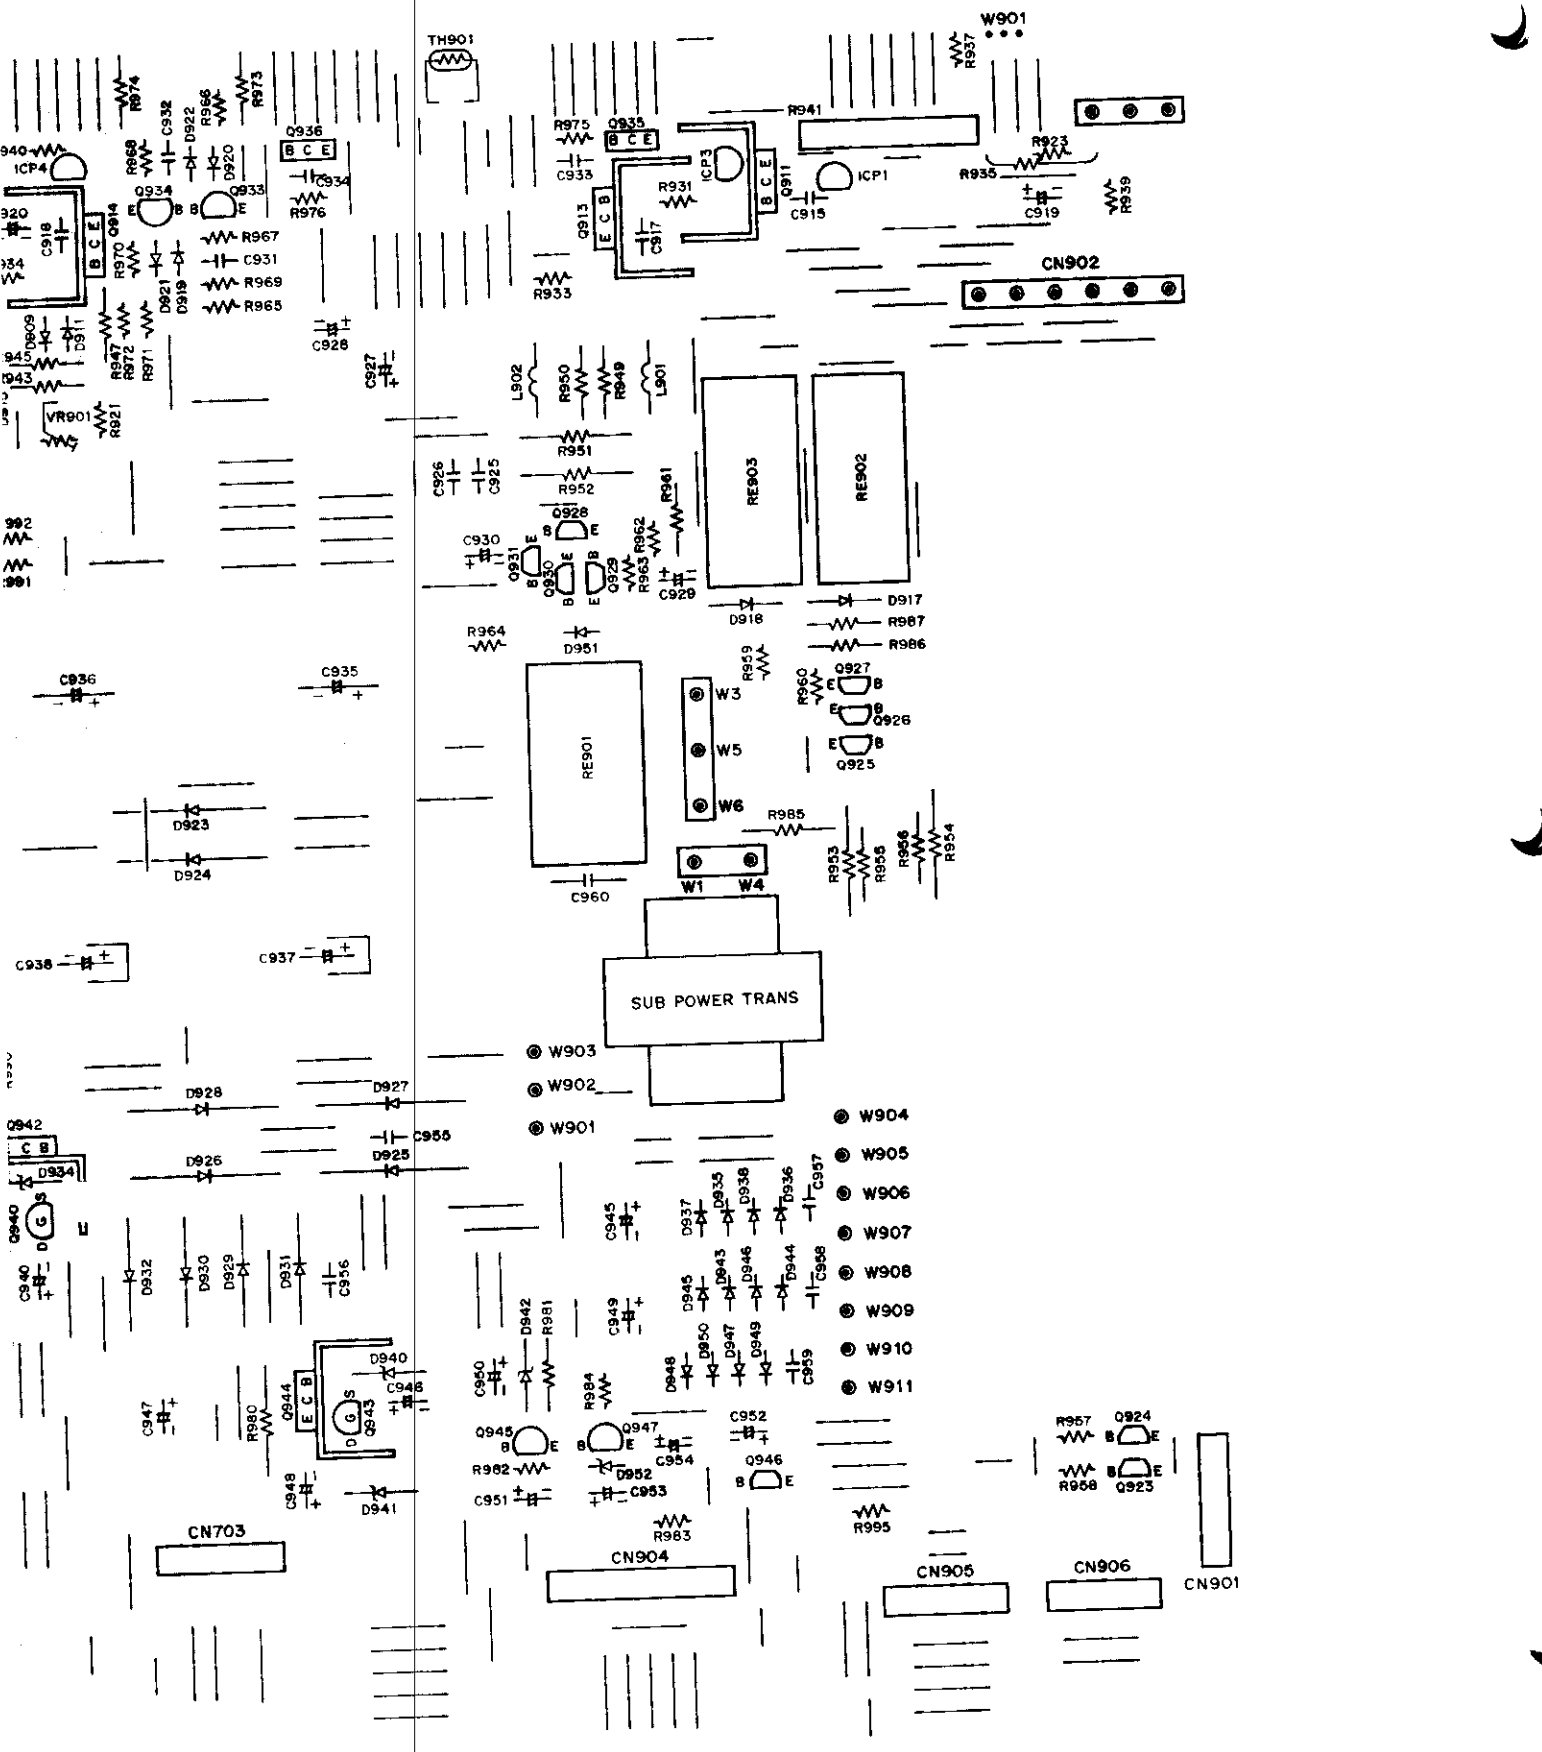 W901
TH901
R937
R974
C932
D922
R966
R973
Q936
B C E
R975
Q935
B C E
R941
R923
R935
R939
940
ICP4
R968
D920
C934
R976
C933
ICP3
Q911
B C E
ICP1
C915
+ -
C919
Q934
E B
Q933
B E
Q914
B C E
920
C918
934
R970
D921
D919
R967
C931
R969
R965
R931
Q913
E C B
C917
R933
CN902
D909
D911
R947
R972
R971
C928
- +
C927
- +
945
943
VR901
R921
L902
R950
R949
L901
R951
R952
C926
C925
R961
R962
R963
RE903
RE902
Q928
B E
C930
+ -
Q931
E B
Q930
E B
Q929
B E
+ -
C929
992
991
D918
D917
R987
R986
R964
D951
R959
R960
Q927
E B
Q926
E B
Q925
E B
C936
- +
C935
- +
RE901
W3
W5
W6
R985
D923
D924
R953
R955
R956
R954
C960
W1 W4
C938
- +
C937
- +
SUB POWER TRANS
R990
W903
W902
W901
D928
D927
W904
Q942
C B
C955
D934
D926
D925
W905
W906
W907
W908
W909
W910
W911
Q940
S G D
C945
+ -
D937
D935
D938
D936
C957
C940
- +
D932
D930
D929
D931
C956
D945
D943
D946
D944
C958
D942
R981
C949
+ -
D948
D950
D947
D949
C959
D940
C946
+ -
Q944
E C B
Q943
S G D
C950
+ -
R984
C947
+ -
R980
Q945
B E
Q947
B E
+ -
C954
C952
- +
Q946
B E
R957
Q924
B E
R958
Q923
B E
R982
D952
C951
+ -
C953
+ -
C948
- +
D941
R983
R995
CN703
CN904
CN905
CN906
CN901